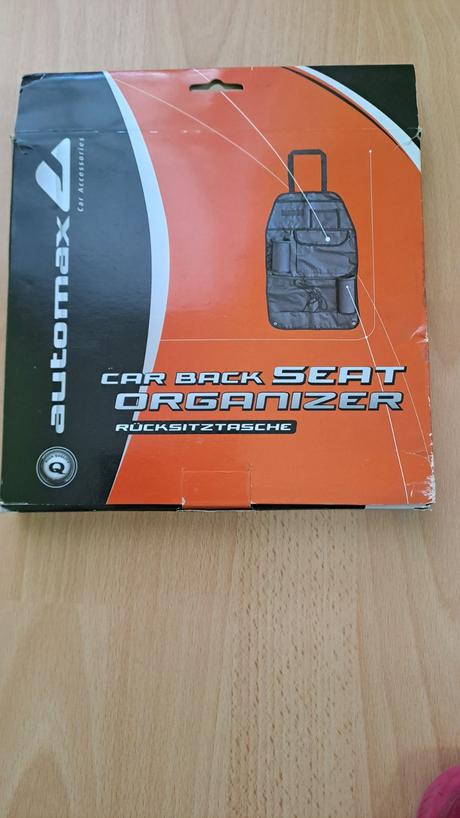 automax
Car Accessories
CAR BACK SEAT
ORGANIZER
RÜCKSITZTASCHE
Q